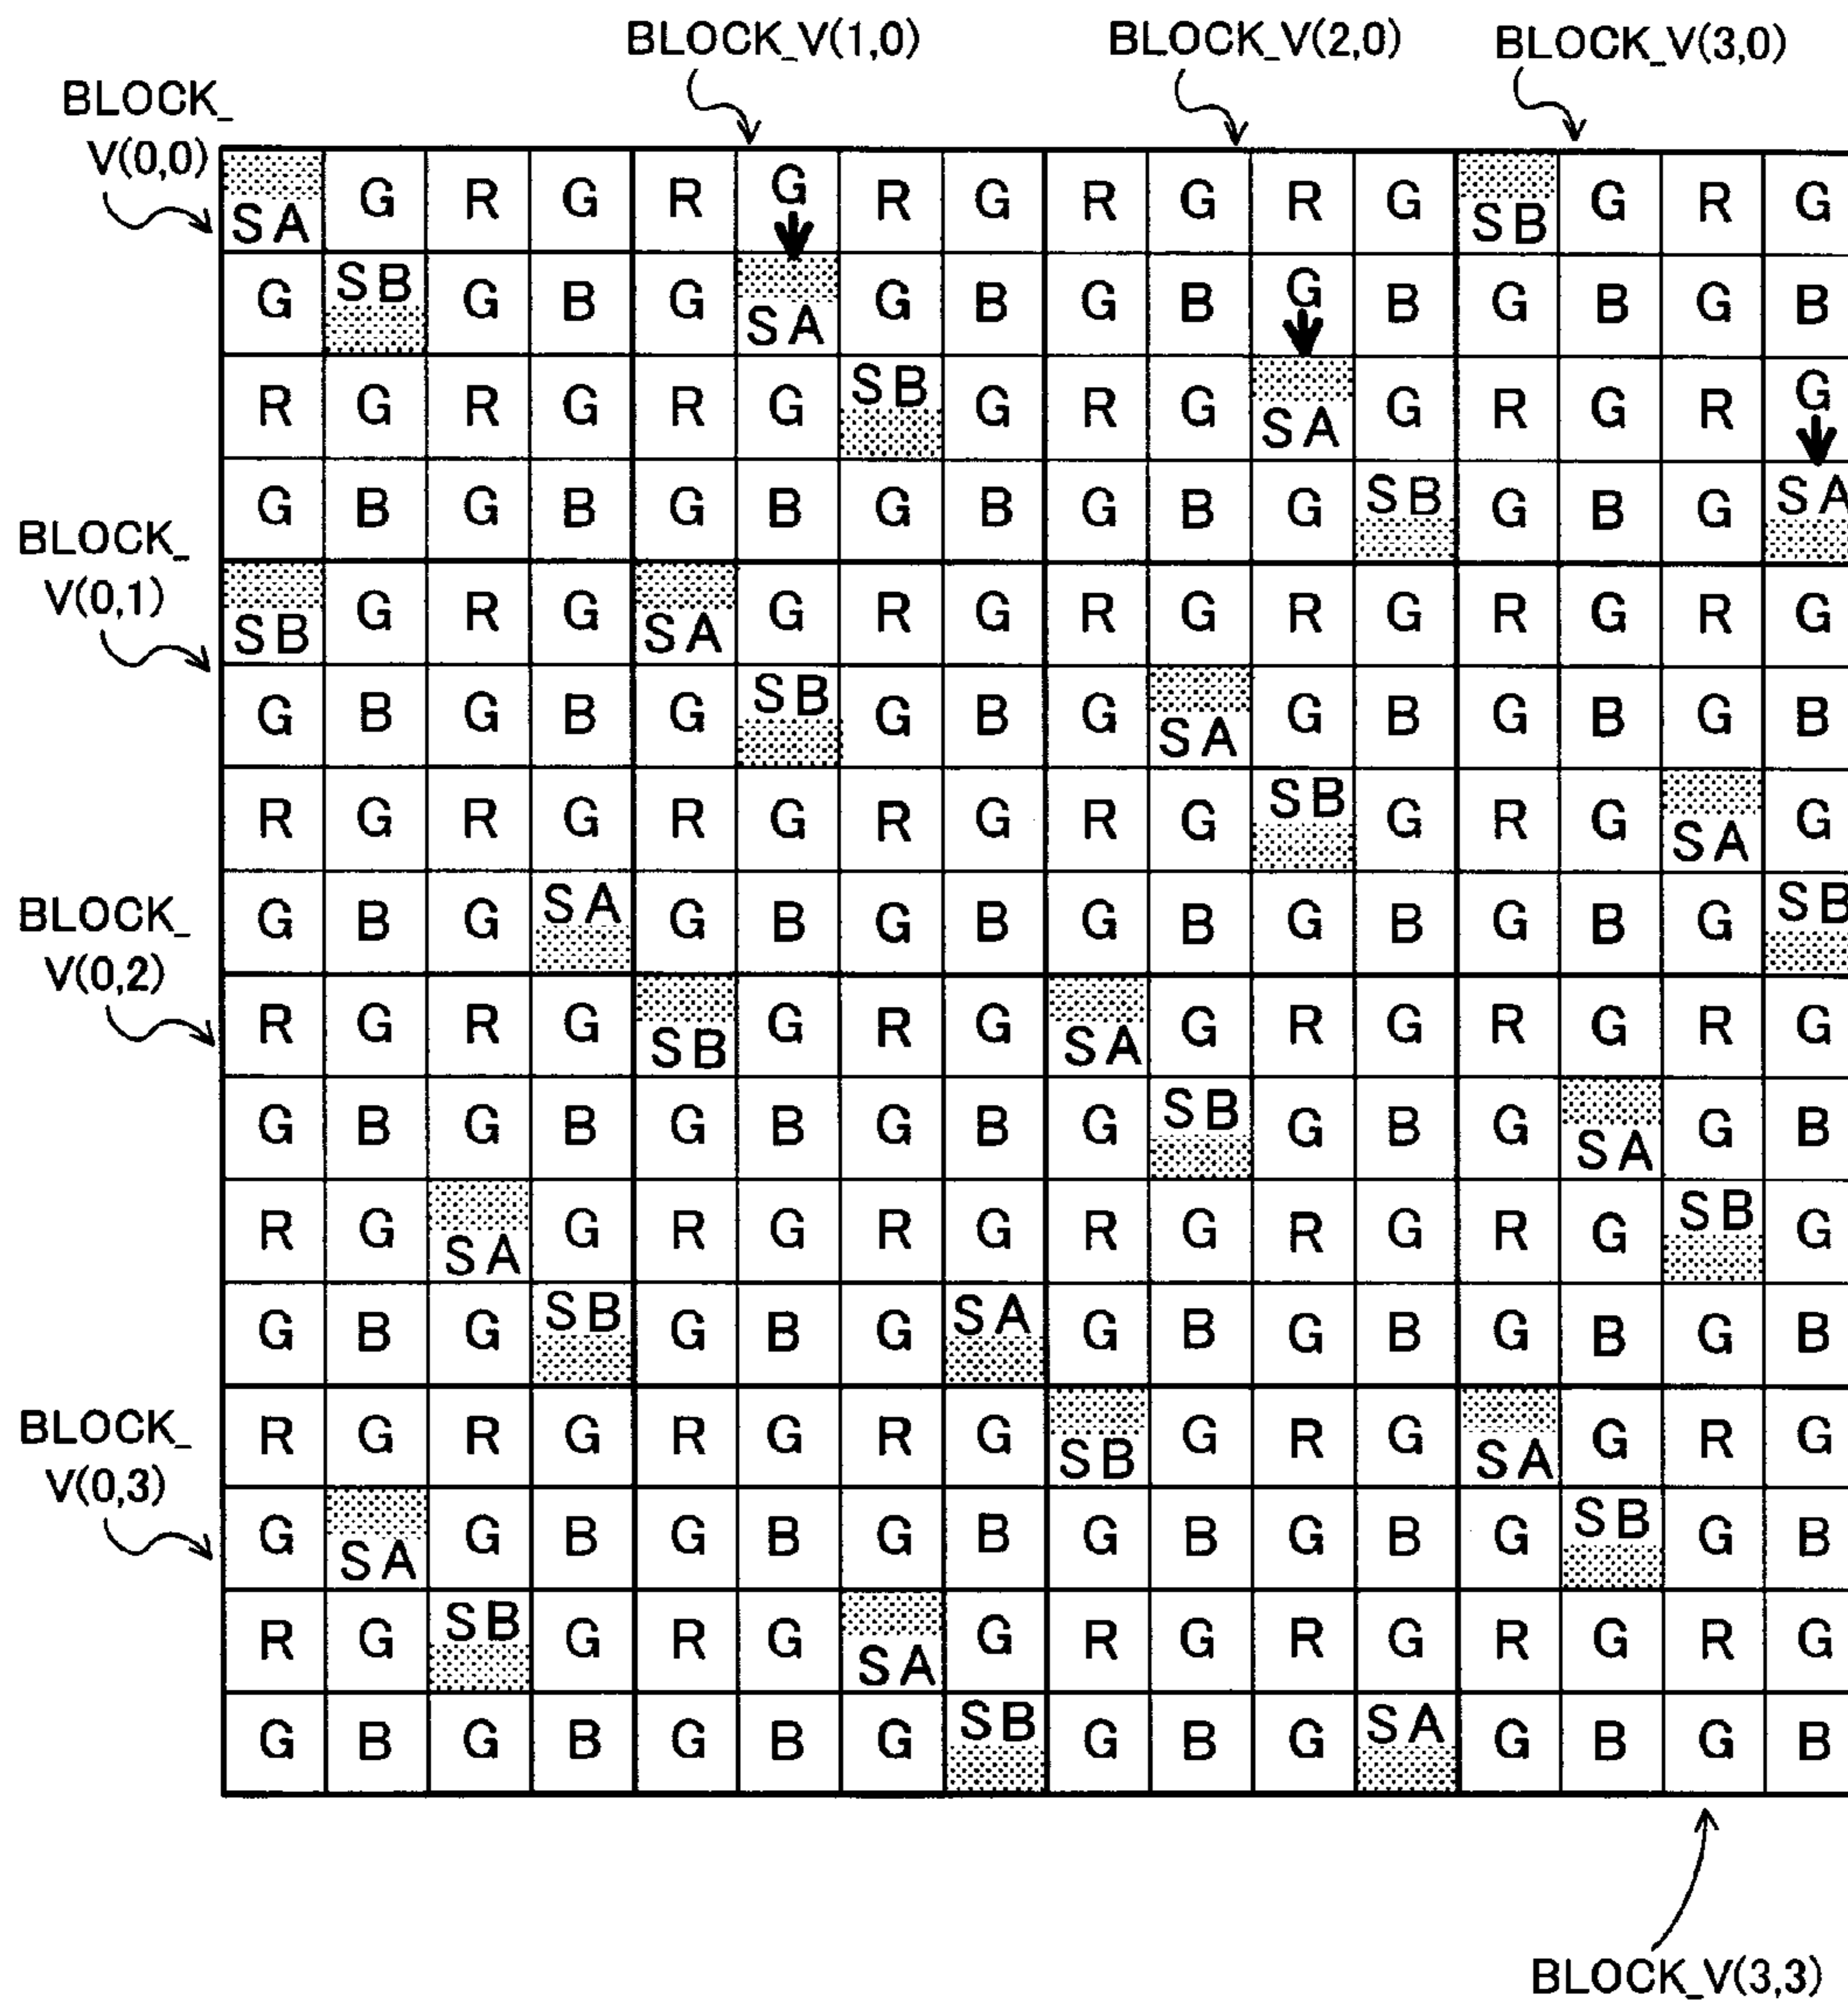 BLOCK_V(1,0) BLOCK_V(2,0) BLOCK_V(3,0)
BLOCK_
V(0,0)
SA G R G R G R G R G R G SB G R G
G SB G B G SA G B G B G B G B G B
R G R G R G SB G R G SA G R G R G
G B G B G B G B G B G SB G B G SA
BLOCK_
V(0,1)
SB G R G SA G R G R G R G R G R G
G B G B G SB G B G SA G B G B G B
R G R G R G R G R G SB G R G SA G
G B G SA G B G B G B G B G B G SB
BLOCK_
V(0,2)
R G R G SB G R G SA G R G R G R G
G B G B G B G B G SB G B G SA G B
R G SA G R G R G R G R G R G SB G
G B G SB G B G SA G B G B G B G B
BLOCK_
V(0,3)
R G R G R G R G SB G R G SA G R G
G SA G B G B G B G B G B G SB G B
R G SB G R G SA G R G R G R G R G
G B G B G B G SB G B G SA G B G B
BLOCK_V(3,3)